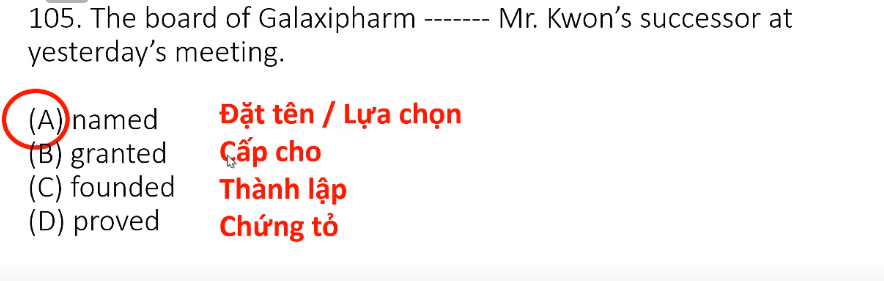 105. The board of Galaxipharm ------- Mr. Kwon’s successor at
yesterday’s meeting.
(A) named Đặt tên / Lựa chọn
(B) granted Cấp cho
(C) founded Thành lập
(D) proved Chứng tỏ